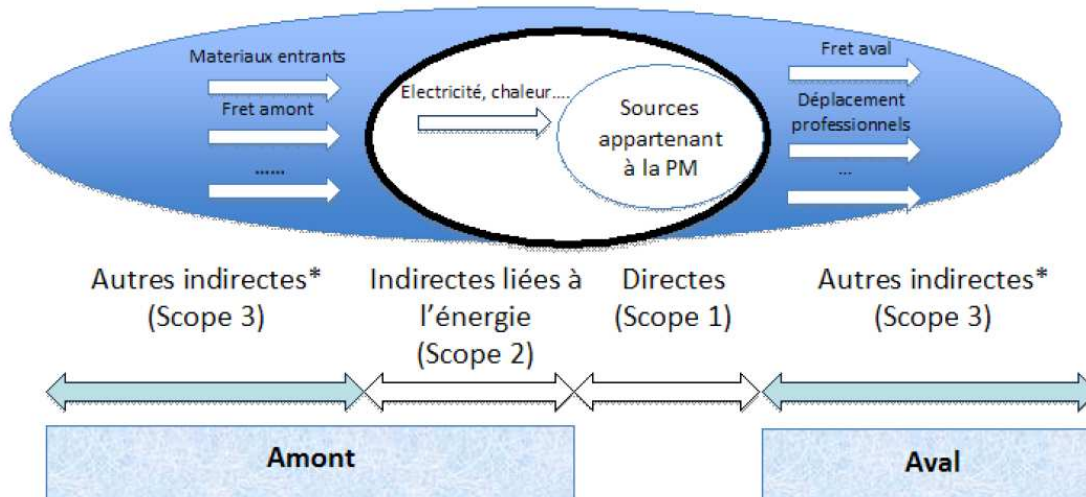 Materiaux entrants
Fret amont
......
Electricité, chaleur....
Sources
appartenant
à la PM
Fret aval
Déplacement
professionnels
...
Autres indirectes*
(Scope 3)
Indirectes liées à
l’énergie
(Scope 2)
Directes
(Scope 1)
Autres indirectes*
(Scope 3)
Amont
Aval